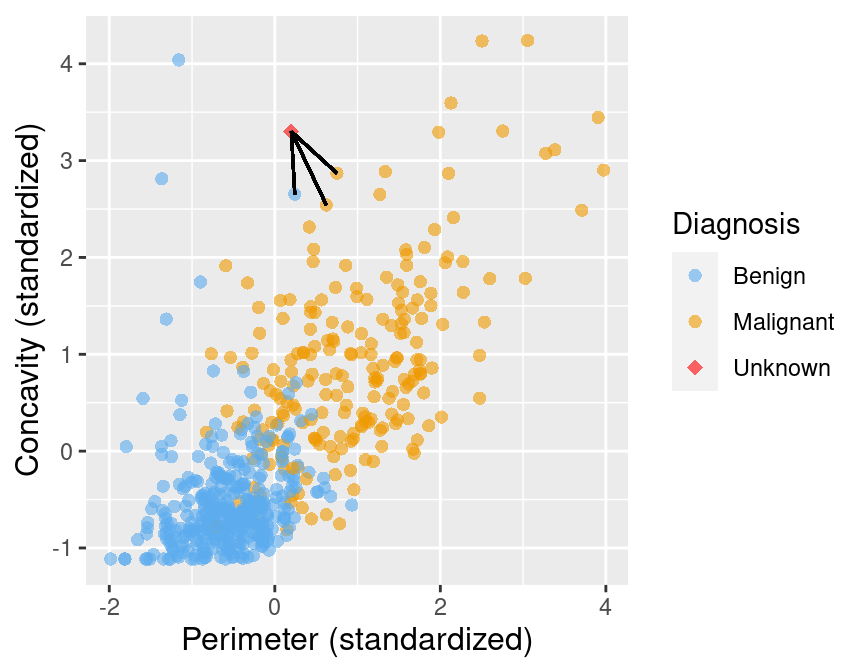 4
3
2
1
0
-1
-2
0
2
4
Perimeter (standardized)
Concavity (standardized)
Diagnosis
Benign
Malignant
Unknown